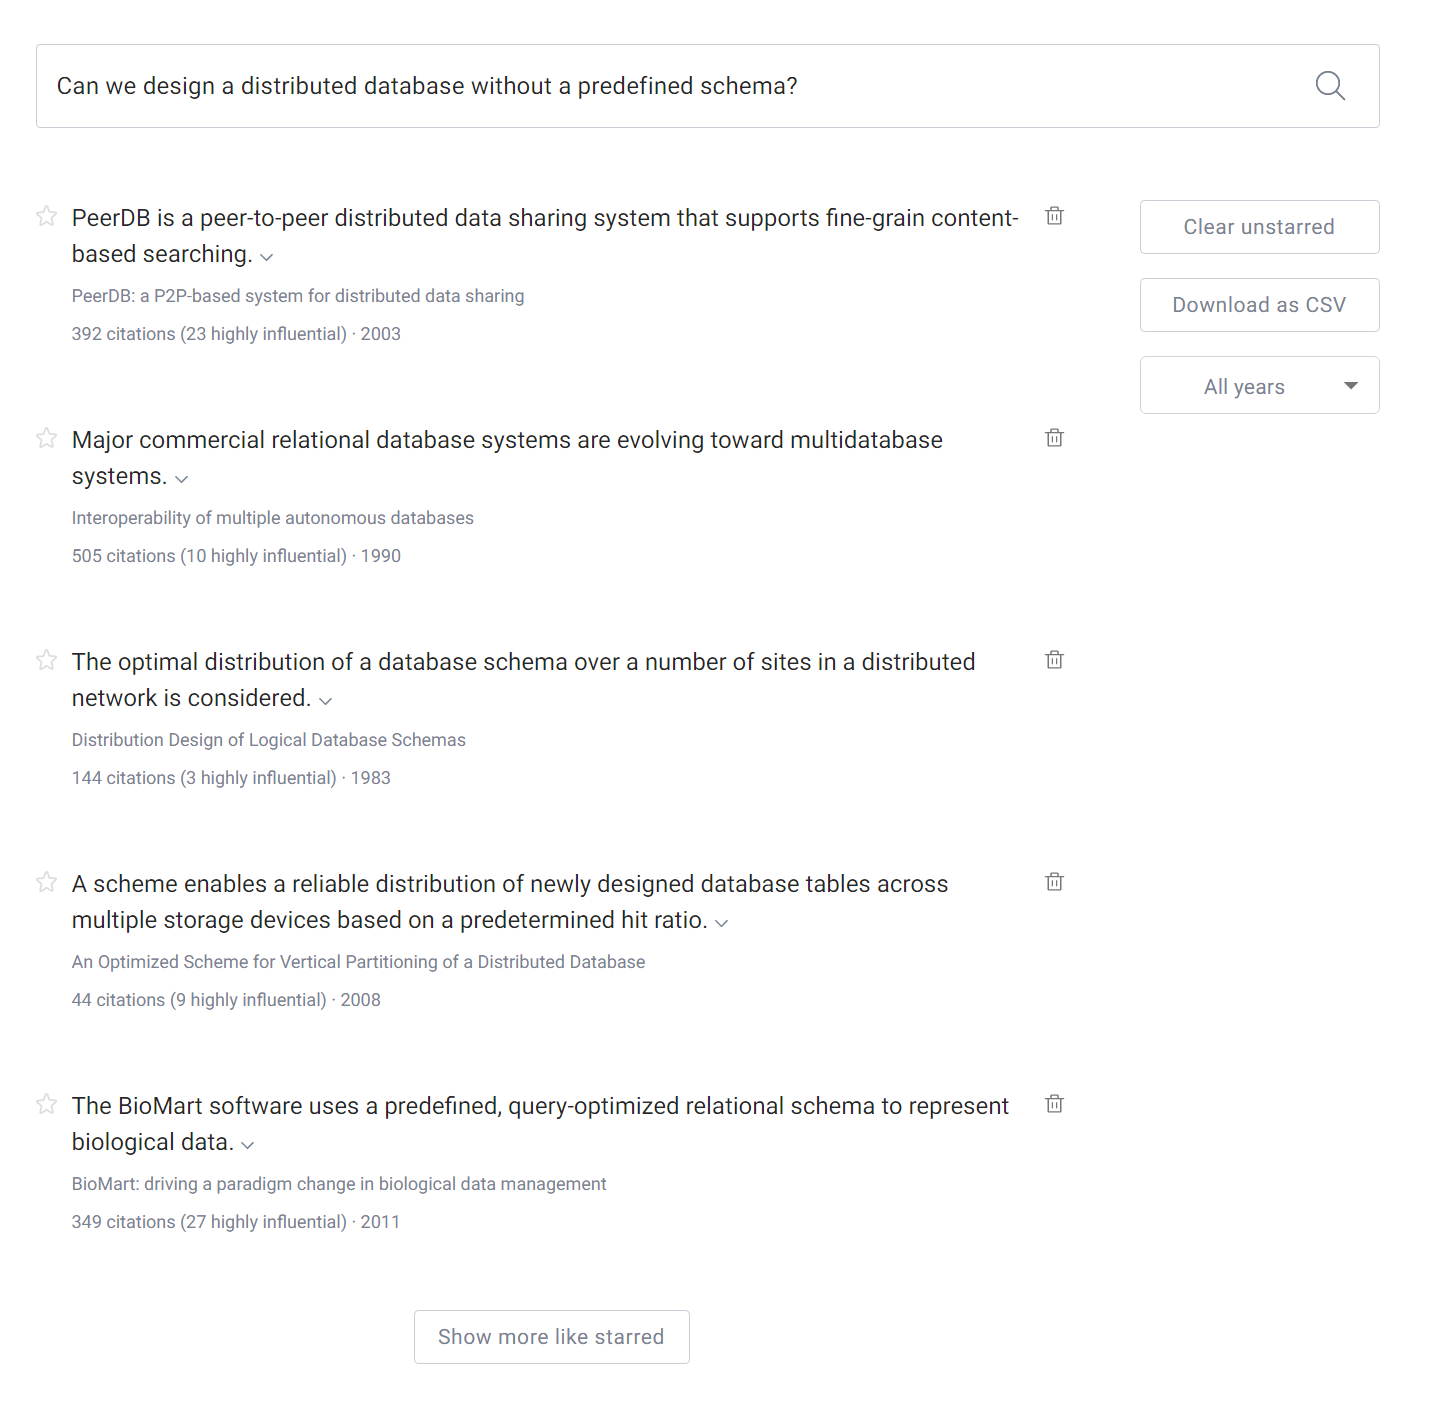 Can we design a distributed database without a predefined schema?
PeerDB is a peer-to-peer distributed data sharing system that supports fine-grain content-
based searching.
PeerDB: a P2P-based system for distributed data sharing
392 citations (23 highly influential) · 2003
Clear unstarred
Download as CSV
All years
Major commercial relational database systems are evolving toward multidatabase
systems.
Interoperability of multiple autonomous databases
505 citations (10 highly influential) · 1990
The optimal distribution of a database schema over a number of sites in a distributed
network is considered.
Distribution Design of Logical Database Schemas
144 citations (3 highly influential) · 1983
A scheme enables a reliable distribution of newly designed database tables across
multiple storage devices based on a predetermined hit ratio.
An Optimized Scheme for Vertical Partitioning of a Distributed Database
44 citations (9 highly influential) · 2008
The BioMart software uses a predefined, query-optimized relational schema to represent
biological data.
BioMart: driving a paradigm change in biological data management
349 citations (27 highly influential) · 2011
Show more like starred